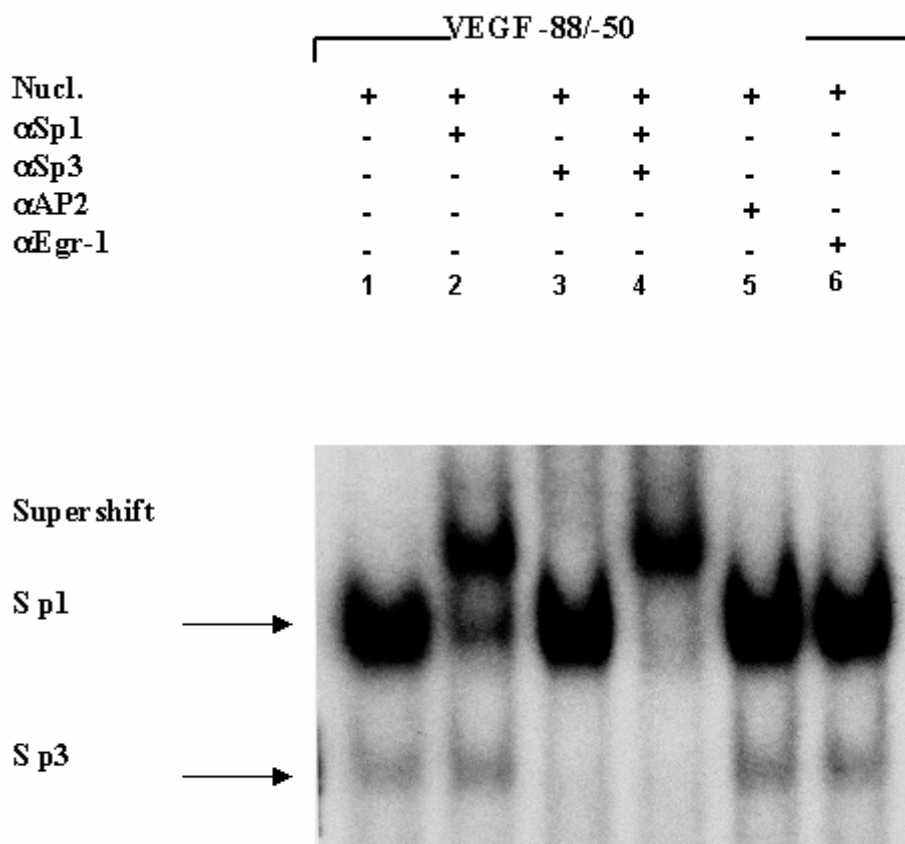 VEGF -88/-50
Nucl. + + + + + +
αSp1 - + - + - -
αSp3 - - + + - -
αAP2 - - - - + -
αEgr-1 - - - - - +
1 2 3 4 5 6
Supershift
Sp1
Sp3